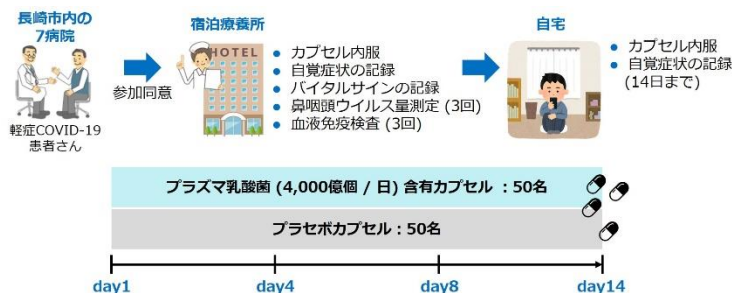 長崎市内の
7病院
軽症COVID-19
患者さん
参加同意
宿泊療養所
HOTEL
• カプセル内服
• 自覚症状の記録
• バイタルサインの記録
• 鼻咽頭ウイルス量測定 (3回)
• 血液免疫検査 (3回)
自宅
• カプセル内服
• 自覚症状の記録
(14日まで)
プラズマ乳酸菌 (4,000億個 / 日) 含有カプセル : 50名
プラセボカプセル : 50名
day1
day4
day8
day14